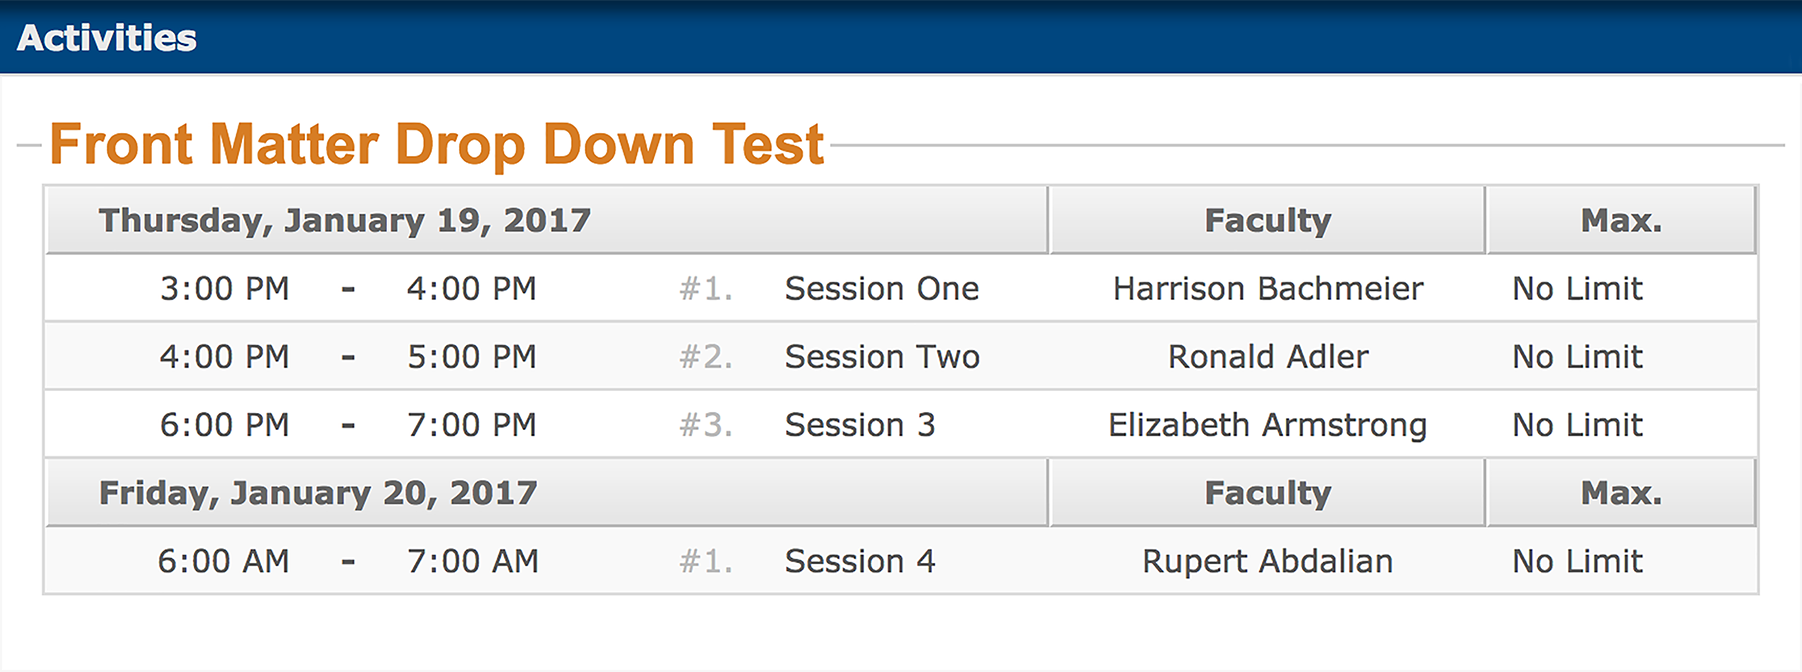 Activities
Front Matter Drop Down Test
Thursday, January 19, 2017 Faculty Max.
3:00 PM - 4:00 PM #1. Session One Harrison Bachmeier No Limit
4:00 PM - 5:00 PM #2. Session Two Ronald Adler No Limit
6:00 PM - 7:00 PM #3. Session 3 Elizabeth Armstrong No Limit
Friday, January 20, 2017 Faculty Max.
6:00 AM - 7:00 AM #1. Session 4 Rupert Abdalian No Limit